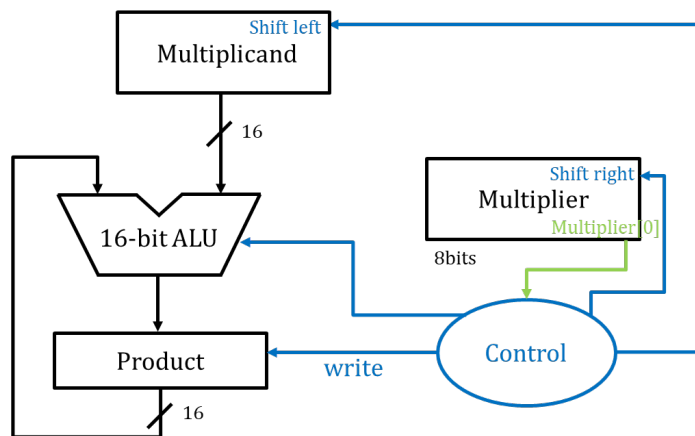 Shift left
Multiplicand
16
Shift right
Multiplier
Multiplier[0]
16-bit ALU
8bits
Product
write
Control
16